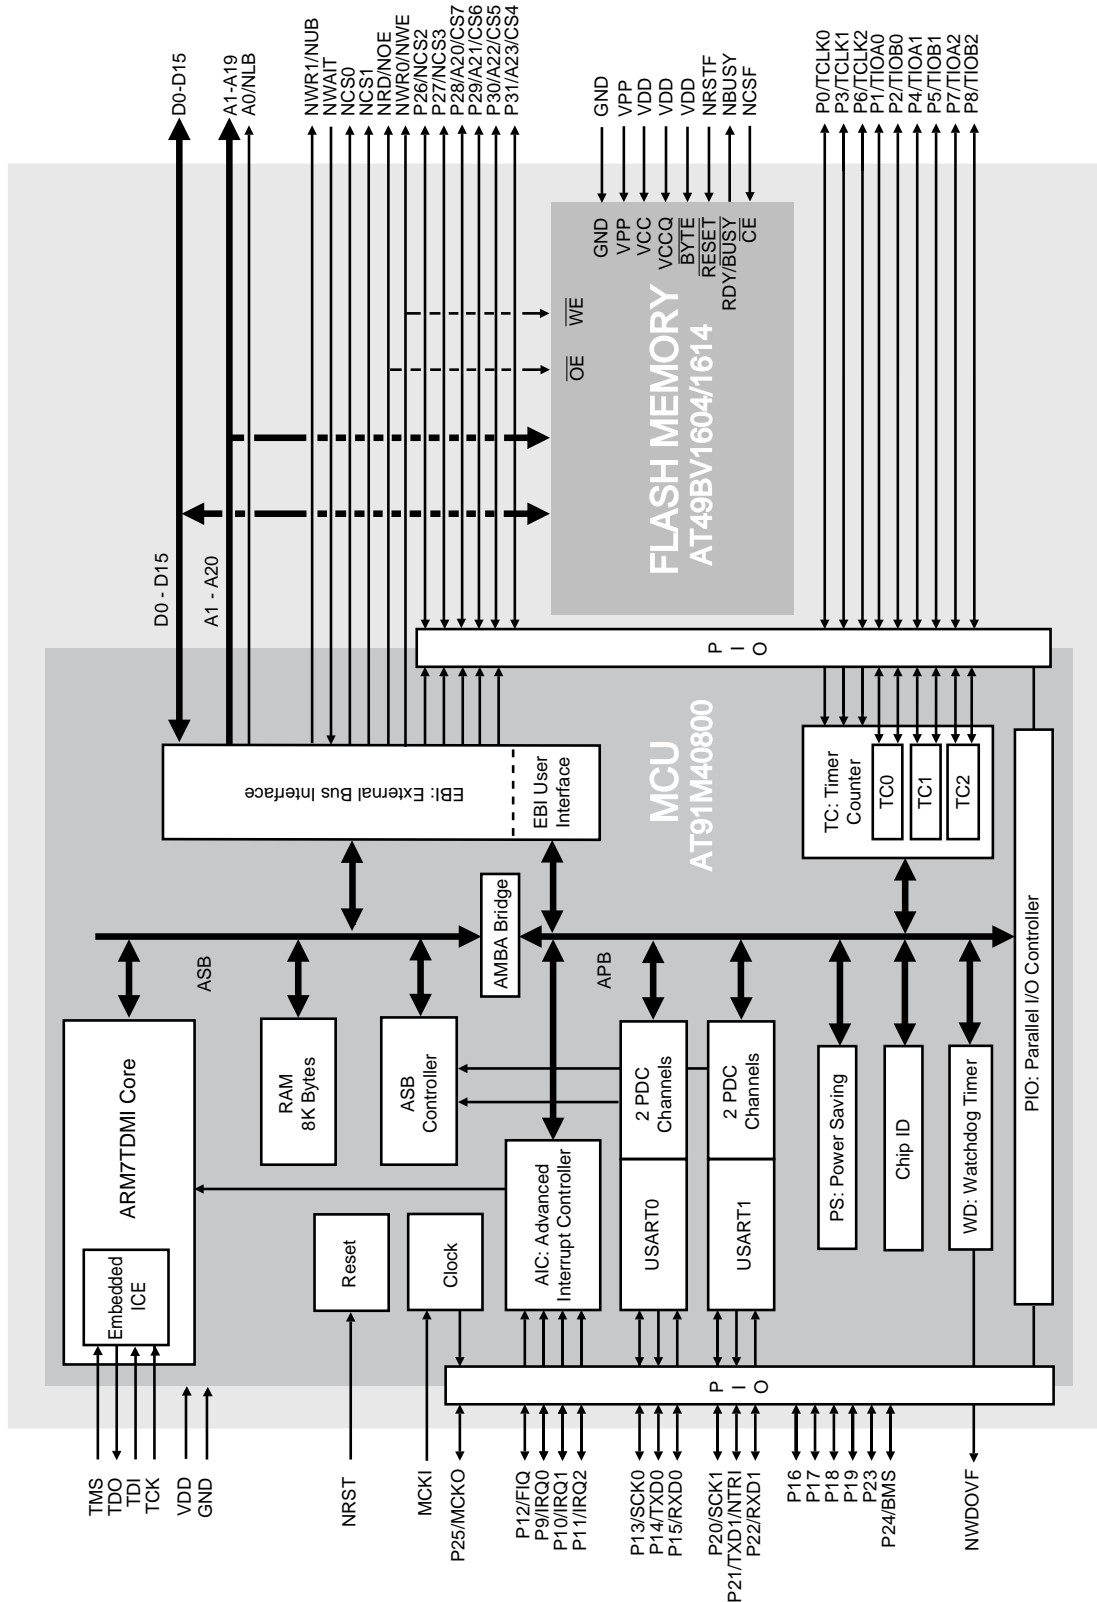 D0-D15
A1-A19
A0/NLB
NWR1/NUB
NWAIT
NCS0
NCS1
NRD/NOE
NWR0/NWE
P26/NCS2
P27/NCS3
P28/A20/CS7
P29/A21/CS6
P30/A22/CS5
P31/A23/CS4
GND
VPP
VDD
VDD
VDD
NRSTF
NBUSY
NCSF
P0/TCLK0
P3/TCLK1
P6/TCLK2
P1/TIOA0
P2/TIOB0
P4/TIOA1
P5/TIOB1
P7/TIOA2
P8/TIOB2
GND
VPP
VCC
VCCQ
BYTE
RESET
RDY/BUSY
CE
WE
OE
FLASH MEMORY
AT49BV1604/1614
D0 - D15
A1 - A20
PIO
MCU
AT91M40800
EBI: External Bus Interface
EBI User
Interface
TC: Timer
Counter
TC0
TC1
TC2
ASB
AMBA Bridge
APB
PIO: Parallel I/O Controller
ARM7TDMI Core
Embedded
ICE
RAM
8K Bytes
ASB
Controller
Reset
Clock
AIC: Advanced
Interrupt Controller
2 PDC
Channels
USART0
2 PDC
Channels
USART1
PS: Power Saving
Chip ID
WD: Watchdog Timer
PIO
TMS
TDO
TDI
TCK
VDD
GND
NRST
MCKI
P25/MCKO
P12/FIQ
P9/IRQ0
P10/IRQ1
P11/IRQ2
P13/SCK0
P14/TXD0
P15/RXD0
P20/SCK1
P21/TXD1/NTRI
P22/RXD1
P16
P17
P18
P19
P23
P24/BMS
NWDOVF